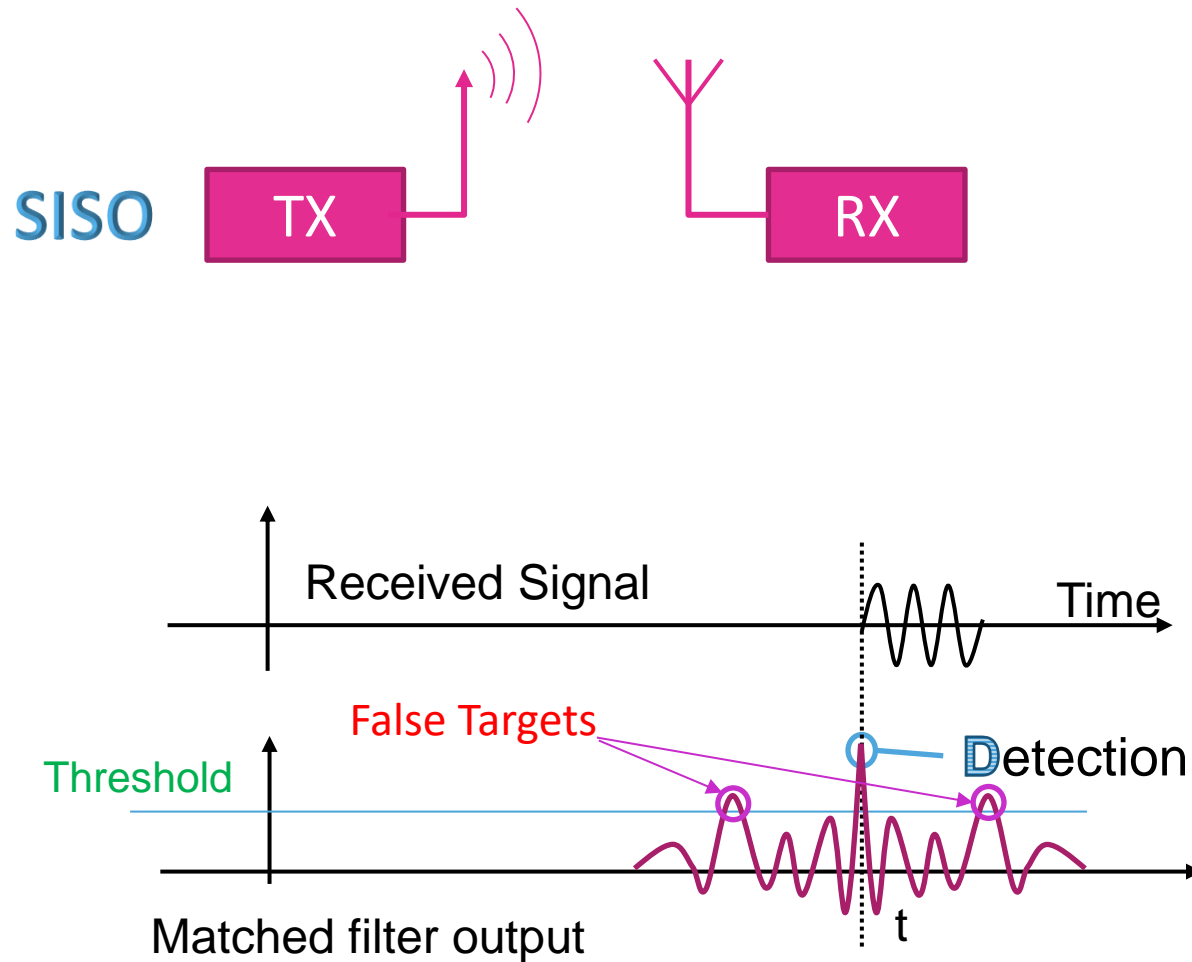 SISO
TX
RX
Received Signal
Time
False Targets
Threshold
Detection
t
Matched filter output